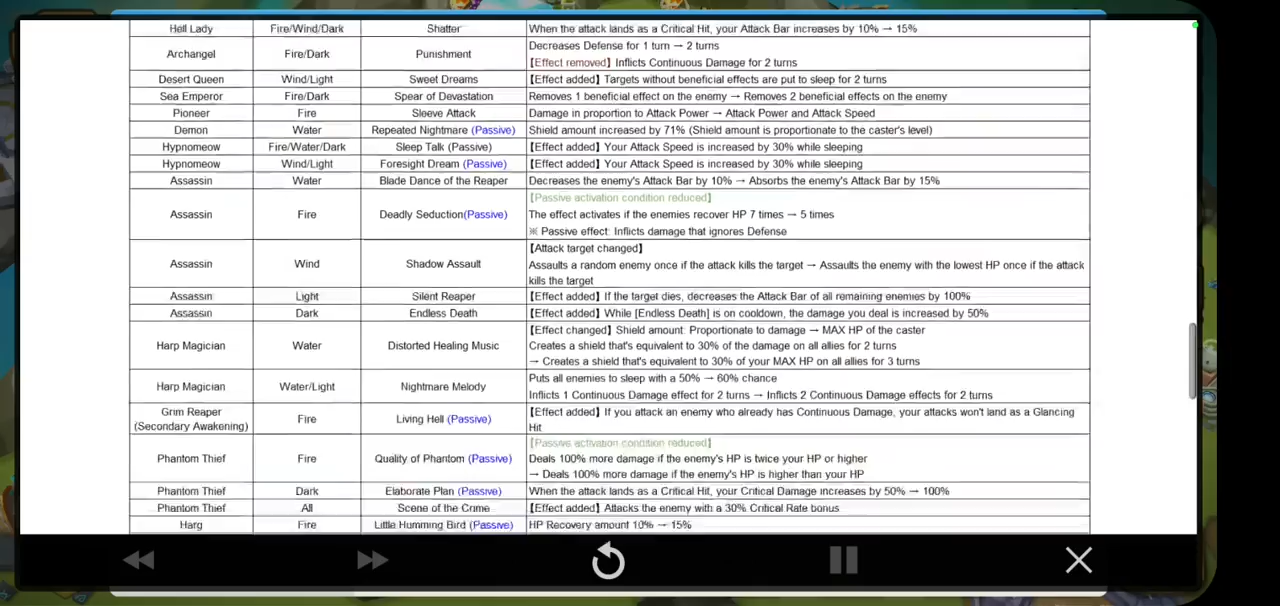 Hell Lady Fire/Wind/Dark Shatter When the attack lands as a Critical Hit, your Attack Bar increases by 10% → 15%
Archangel Fire/Dark Punishment Decreases Defense for 1 turn → 2 turns
[Effect removed] Inflicts Continuous Damage for 2 turns
Desert Queen Wind/Light Sweet Dreams 【Effect added】 Targets without beneficial effects are put to sleep for 2 turns
Sea Emperor Fire/Dark Spear of Devastation Removes 1 beneficial effect on the enemy → Removes 2 beneficial effects on the enemy
Pioneer Fire Sleeve Attack Damage in proportion to Attack Power → Attack Power and Attack Speed
Demon Water Repeated Nightmare (Passive) Shield amount increased by 71% (Shield amount is proportionate to the caster's level)
Hypnomeow Fire/Water/Dark Sleep Talk (Passive) 【Effect added】 Your Attack Speed is increased by 30% while sleeping
Hypnomeow Wind/Light Foresight Dream (Passive) 【Effect added】 Your Attack Speed is increased by 30% while sleeping
Assassin Water Blade Dance of the Reaper Decreases the enemy's Attack Bar by 10% → Absorbs the enemy's Attack Bar by 15%
Assassin Fire Deadly Seduction(Passive) 【Passive activation condition reduced】
The effect activates if the enemies recover HP 7 times → 5 times
※ Passive effect: Inflicts damage that ignores Defense
Assassin Wind Shadow Assault 【Attack target changed】
Assaults a random enemy once if the attack kills the target → Assaults the enemy with the lowest HP once if the attack
kills the target
Assassin Light Silent Reaper 【Effect added】 If the target dies, decreases the Attack Bar of all remaining enemies by 100%
Assassin Dark Endless Death 【Effect added】 While [Endless Death] is on cooldown, the damage you deal is increased by 50%
Harp Magician Water Distorted Healing Music 【Effect changed】 Shield amount: Proportionate to damage → MAX HP of the caster
Creates a shield that's equivalent to 30% of the damage on all allies for 2 turns
→ Creates a shield that's equivalent to 30% of your MAX HP on all allies for 3 turns
Harp Magician Water/Light Nightmare Melody Puts all enemies to sleep with a 50% → 60% chance
Inflicts 1 Continuous Damage effect for 2 turns → Inflicts 2 Continuous Damage effects for 2 turns
Grim Reaper
(Secondary Awakening) Fire Living Hell (Passive) 【Effect added】 If you attack an enemy who already has Continuous Damage, your attacks won't land as a Glancing
Hit
Phantom Thief Fire Quality of Phantom (Passive) 【Passive activation condition reduced】
Deals 100% more damage if the enemy's HP is twice your HP or higher
→ Deals 100% more damage if the enemy's HP is higher than your HP
Phantom Thief Dark Elaborate Plan (Passive) When the attack lands as a Critical Hit, your Critical Damage increases by 50% → 100%
Phantom Thief All Scene of the Crime 【Effect added】 Attacks the enemy with a 30% Critical Rate bonus
Harg Fire Little Humming Bird (Passive) HP Recovery amount 10% → 15%